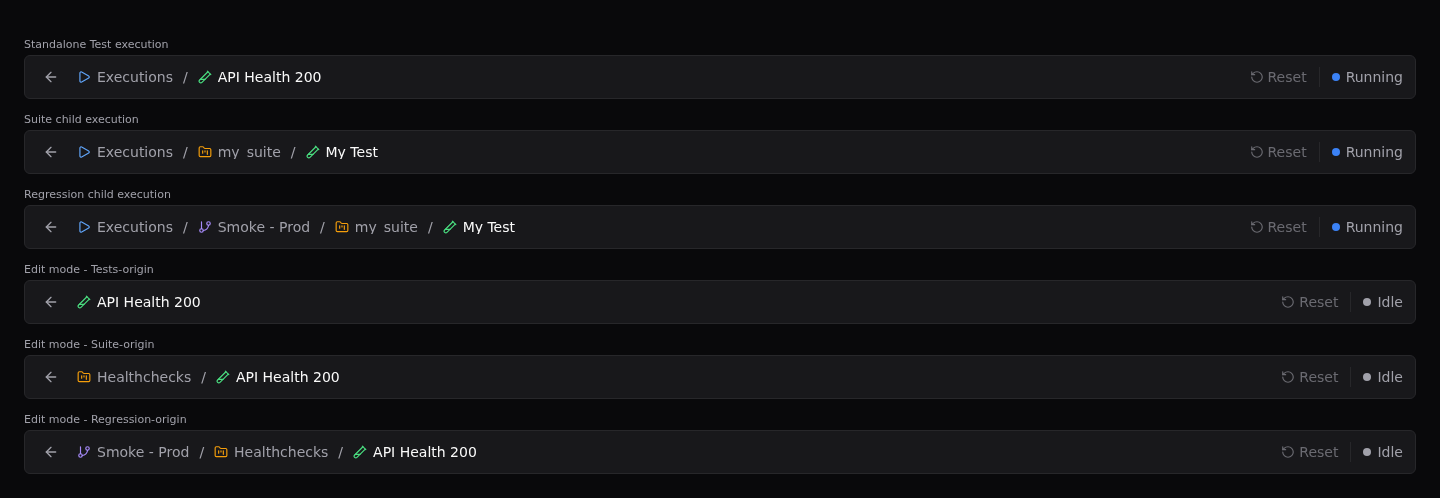 Standalone Test execution
Executions / API Health 200 Reset Running
Suite child execution
Executions / my_suite / My Test Reset Running
Regression child execution
Executions / Smoke - Prod / my_suite / My Test Reset Running
Edit mode - Tests-origin
API Health 200 Reset Idle
Edit mode - Suite-origin
Healthchecks / API Health 200 Reset Idle
Edit mode - Regression-origin
Smoke - Prod / Healthchecks / API Health 200 Reset Idle